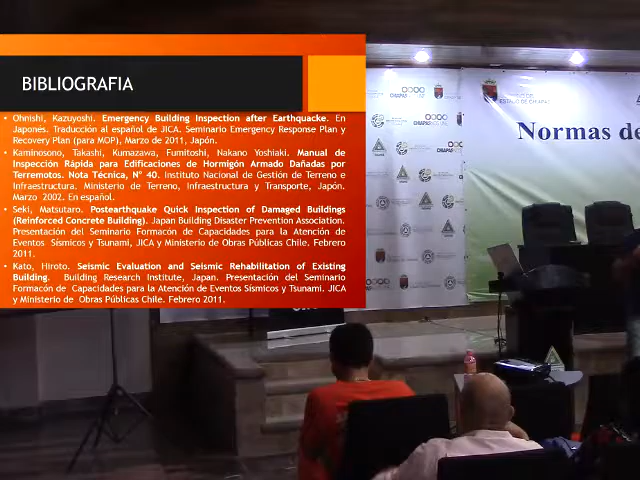 BIBLIOGRAFIA
• Ohnishi, Kazuyoshi. Emergency Building Inspection after Earthquacke. En
Japonés. Traducción al español de JICA. Seminario Emergency Response Plan y
Recovery Plan (para MOP), Marzo de 2011, Japón.
• Kaminosono, Takashi, Kumazawa, Fumitoshi, Nakano Yoshiaki. Manual de
Inspección Rápida para Edificaciones de Hormigón Armado Dañadas por
Terremotos. Nota Técnica, N° 40. Instituto Nacional de Gestión de Terreno e
Infraestructura. Ministerio de Terreno, Infraestructura y Transporte, Japón.
Marzo 2002. En español.
• Seki, Matsutaro. Postearthquake Quick Inspection of Damaged Buildings
(Reinforced Concrete Building). Japan Building Disaster Prevention Association.
Presentación del Seminario Formacón de Capacidades para la Atención de
Eventos Sísmicos y Tsunami, JICA y Ministerio de Obras Públicas Chile. Febrero
2011.
• Kato, Hiroto. Seismic Evaluation and Seismic Rehabilitation of Existing
Building. Building Research Institute, Japan. Presentación del Seminario
Formacón de Capacidades para la Atención de Eventos Sísmicos y Tsunami. JICA
y Ministerio de Obras Públicas Chile. Febrero 2011.
CHIAPAS
ESTADO DE CHIAPAS
Normas de